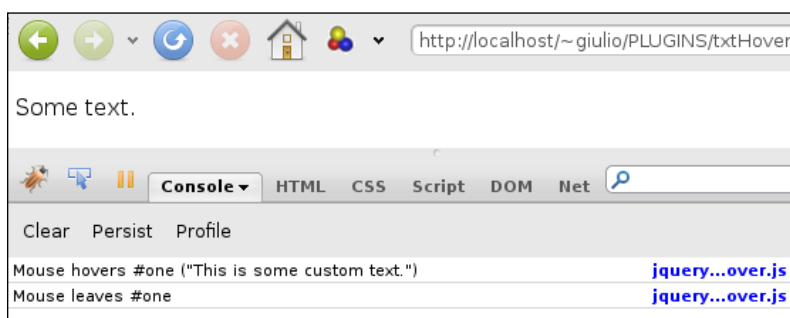 http://localhost/~giulio/PLUGINS/txtHover
Some text.
Console HTML CSS Script DOM Net
Clear Persist Profile
Mouse hovers #one ("This is some custom text.") jquery...over.js
Mouse leaves #one jquery...over.js